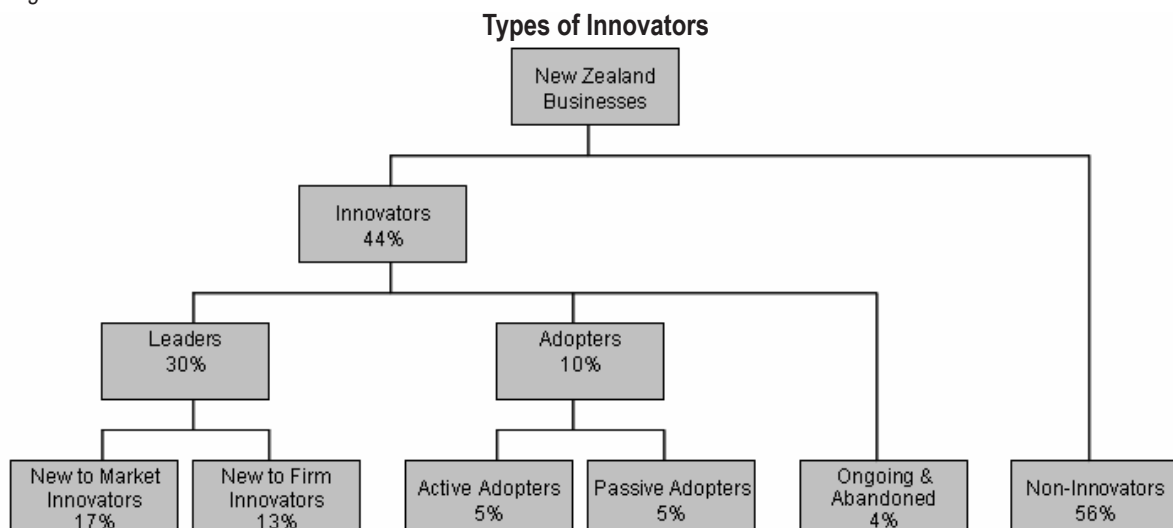 Types of Innovators
New Zealand
Businesses
Innovators
44%
Leaders
30%
Adopters
10%
New to Market
Innovators
17%
New to Firm
Innovators
13%
Active Adopters
5%
Passive Adopters
5%
Ongoing &
Abandoned
4%
Non-Innovators
56%